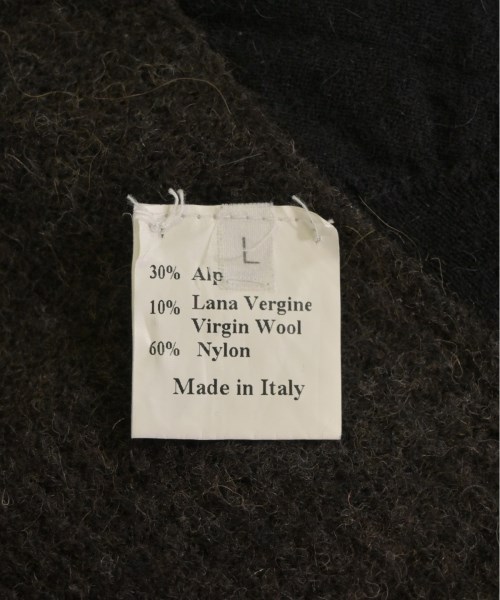 L
30% Alp
10% Lana Vergine
Virgin Wool
60% Nylon
Made in Italy